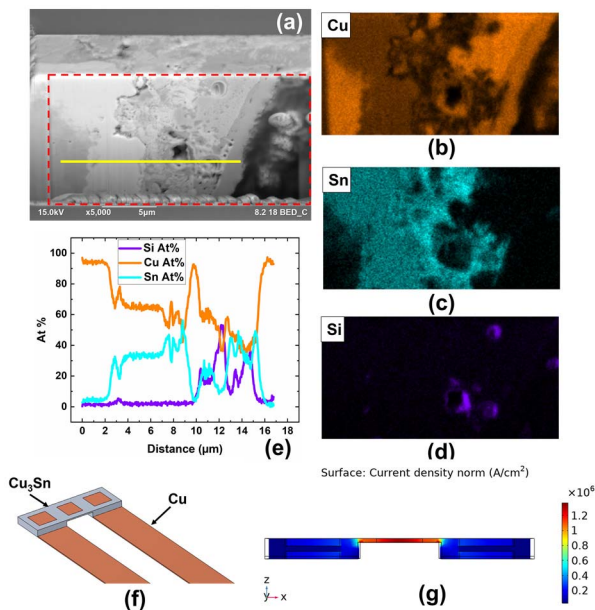 (a)
15.0kV x5,000 5μm 8.2 18 BED_C
Cu
(b)
Sn
(c)
Si
(d)
Si At%
Cu At%
Sn At%
100
80
60
40
20
0
At %
0 2 4 6 8 10 12 14 16 18
Distance (μm)
(e)
Cu₃Sn
Cu
(f)
Surface: Current density norm (A/cm²)
×10⁶
1.2
1
0.8
0.6
0.4
0.2
z
y x
(g)